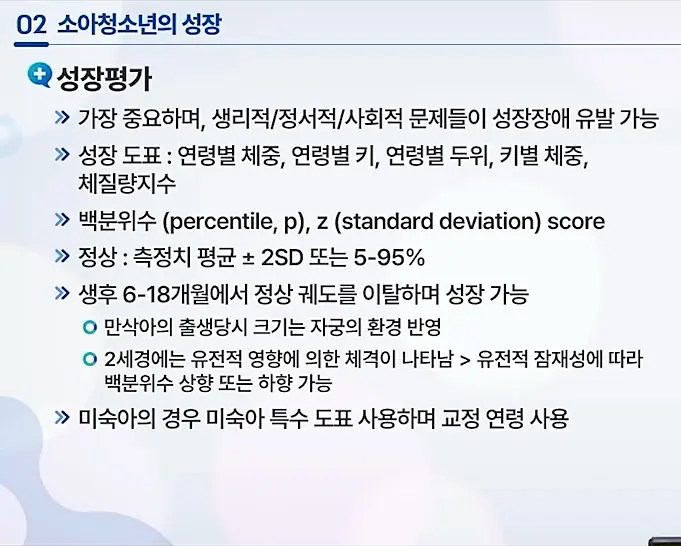 02 소아청소년의 성장
성장평가
» 가장 중요하며, 생리적/정서적/사회적 문제들이 성장장애 유발 가능
» 성장 도표 : 연령별 체중, 연령별 키, 연령별 두위, 키별 체중,
체질량지수
» 백분위수 (percentile, p), z (standard deviation) score
» 정상 : 측정치 평균 ± 2SD 또는 5-95%
» 생후 6-18개월에서 정상 궤도를 이탈하며 성장 가능
만삭아의 출생당시 크기는 자궁의 환경 반영
2세경에는 유전적 영향에 의한 체격이 나타남 > 유전적 잠재성에 따라
백분위수 상향 또는 하향 가능
» 미숙아의 경우 미숙아 특수 도표 사용하며 교정 연령 사용